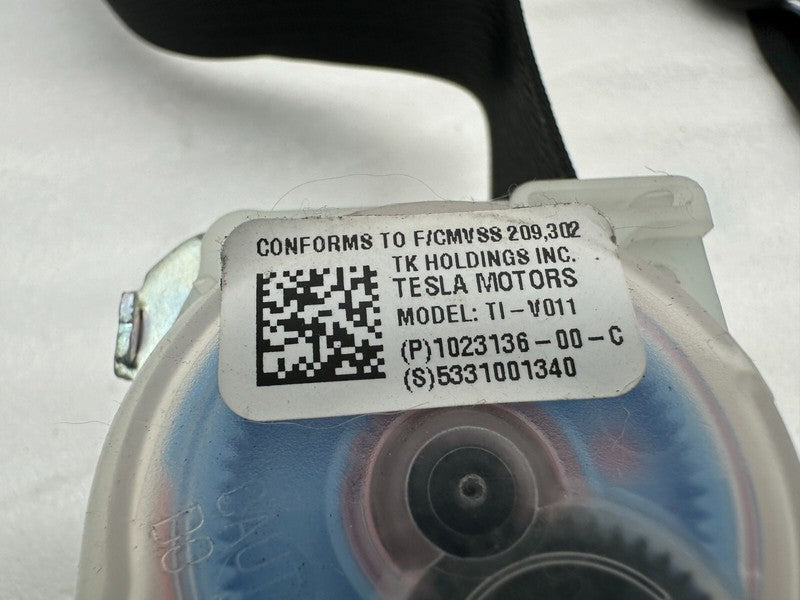 CONFORMS TO F/CMVSS 209,302
TK HOLDINGS INC.
TESLA MOTORS
MODEL: TI-V011
(P)1023136-00-C
(S)5331001340